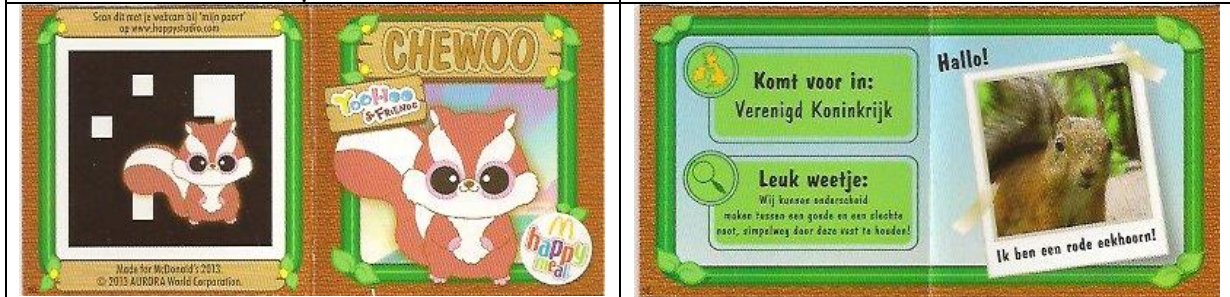 Scan dit met je webcam bij 'mijn poort'
op www.happystudio.com
Made for McDonald's 2013.
© 2013 AURORA World Corporation.
CHEWOO
YooHoo
& FRIENDS
happy
meal
Komt voor in:
Verenigd Koninkrijk
Leuk weetje:
Wij kunnen onderscheid
maken tussen een goede en een slechte
noot, simpelweg door deze vast te houden!
Hallo!
Ik ben een rode eekhoorn!